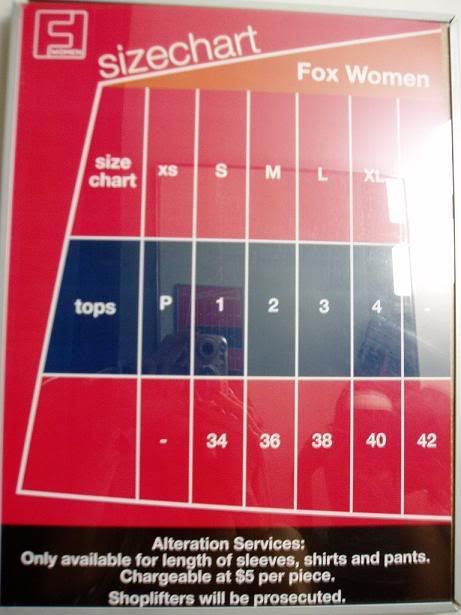 WOMEN
sizechart
Fox Women
size chart XS S M L XL
tops P 1 2 3 4 -
- 34 36 38 40 42
Alteration Services:
Only available for length of sleeves, shirts and pants.
Chargeable at $5 per piece.
Shoplifters will be prosecuted.